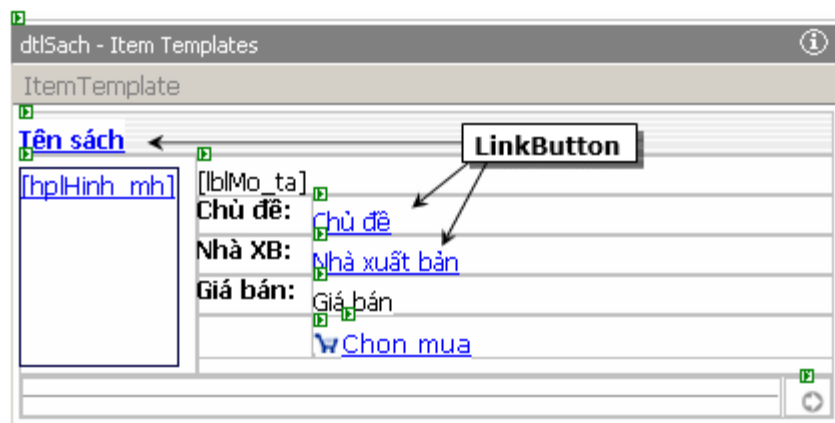 dtlSach - Item Templates
ItemTemplate
Tên sách
LinkButton
[hplHinh_mh]
[lblMo_ta]
Chủ đề:
Chủ đề
Nhà XB:
Nhà xuất bản
Giá bán:
Giá bán
Chon mua